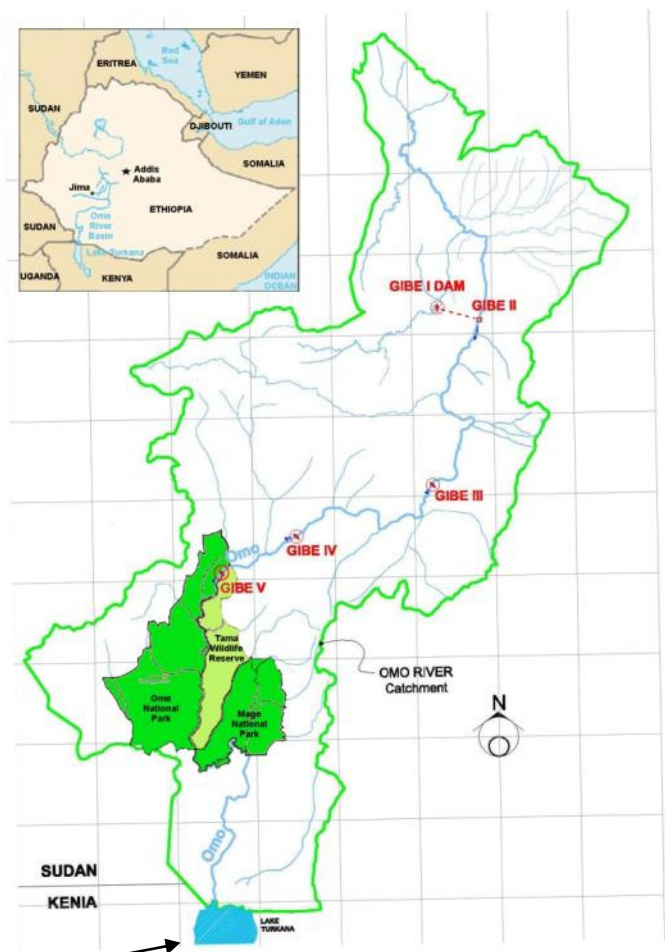 Red
Sea
ERITREA
YEMEN
SUDAN
DJIBOUTI
Gulf of Aden
Addis
Ababa
SOMALIA
Jima
ETHIOPIA
Omo
River
Basin
SUDAN
Lake Turkana
SOMALIA
UGANDA
KENYA
INDIAN
OCEAN
GIBE I DAM
GIBE II
GIBE III
Omo
GIBE IV
GIBE V
Tama
Wildlife
Reserve
OMO RIVER
Catchment
Omo
National
Park
Mago
National
Park
N
Omo
SUDAN
KENIA
LAKE
TURKANA